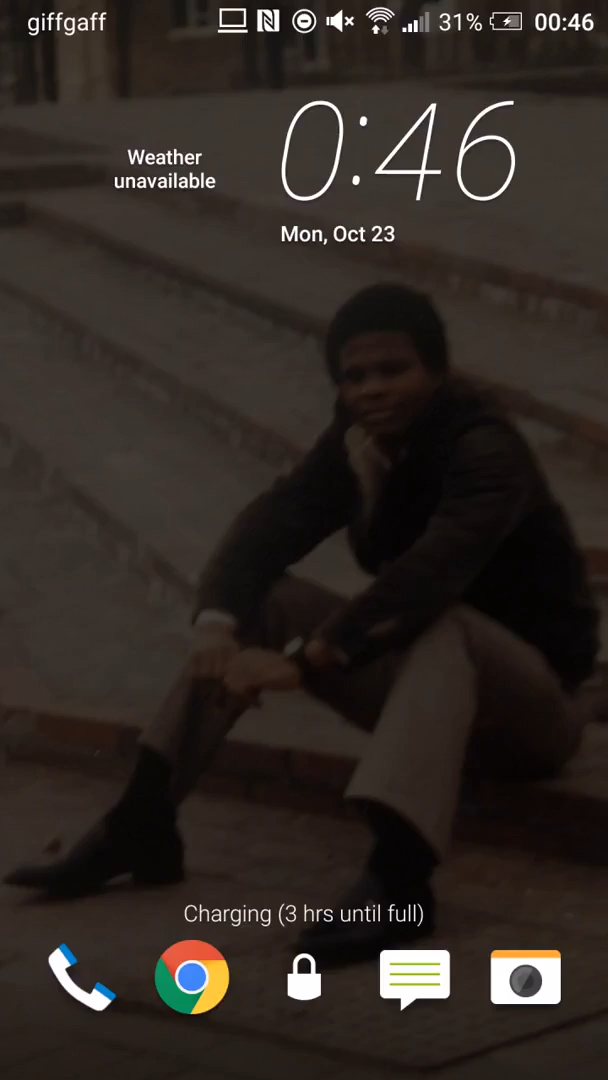 giffgaff 31% 00:46
0:46
Weather
unavailable
Mon, Oct 23
Charging (3 hrs until full)